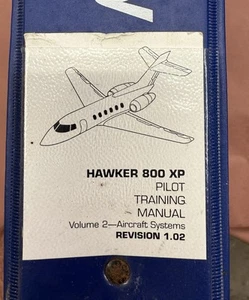 HAWKER 800 XP
PILOT
TRAINING
MANUAL
Volume 2—Aircraft Systems
REVISION 1.02